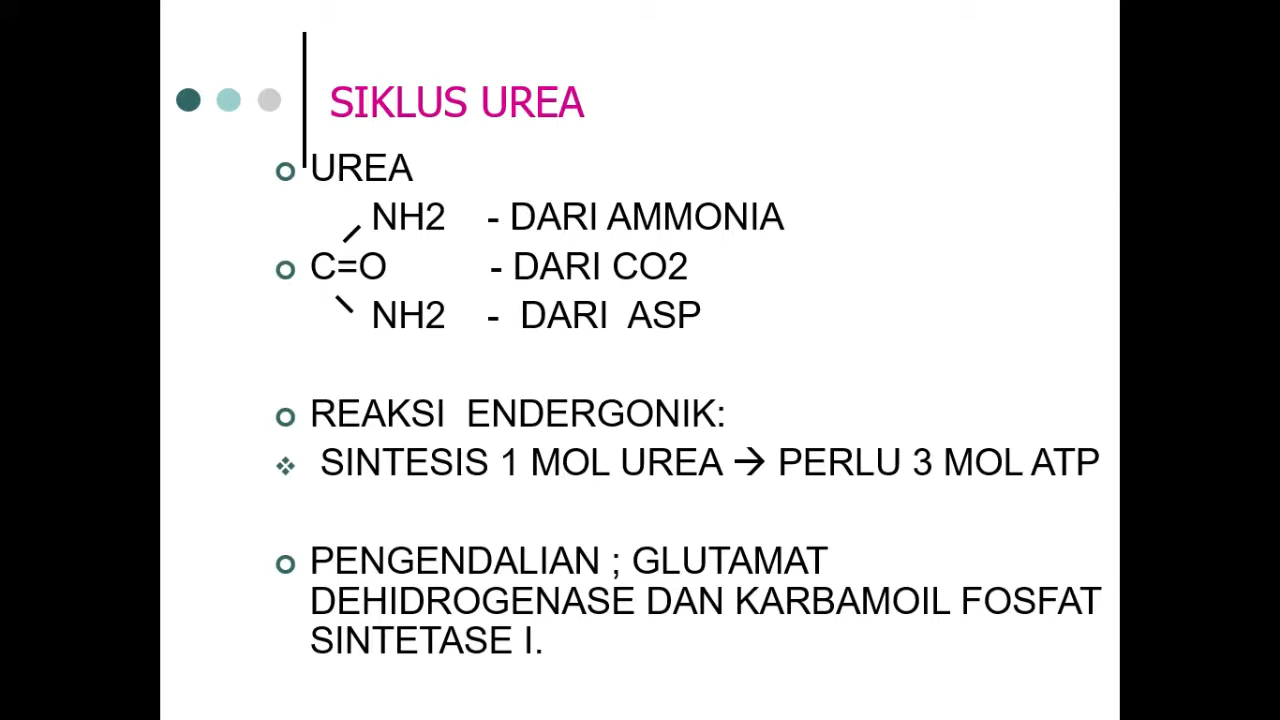 SIKLUS UREA
UREA
NH2 - DARI AMMONIA
C=O - DARI CO2
NH2 - DARI ASP
REAKSI ENDERGONIK:
SINTESIS 1 MOL UREA → PERLU 3 MOL ATP
PENGENDALIAN ; GLUTAMAT
DEHIDROGENASE DAN KARBAMOIL FOSFAT
SINTETASE I.